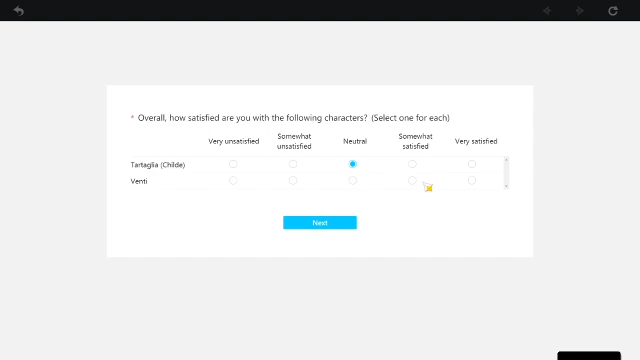 * Overall, how satisfied are you with the following characters? (Select one for each)
Very unsatisfied Somewhat unsatisfied Neutral Somewhat satisfied Very satisfied
Tartaglia (Childe)
Venti
Next